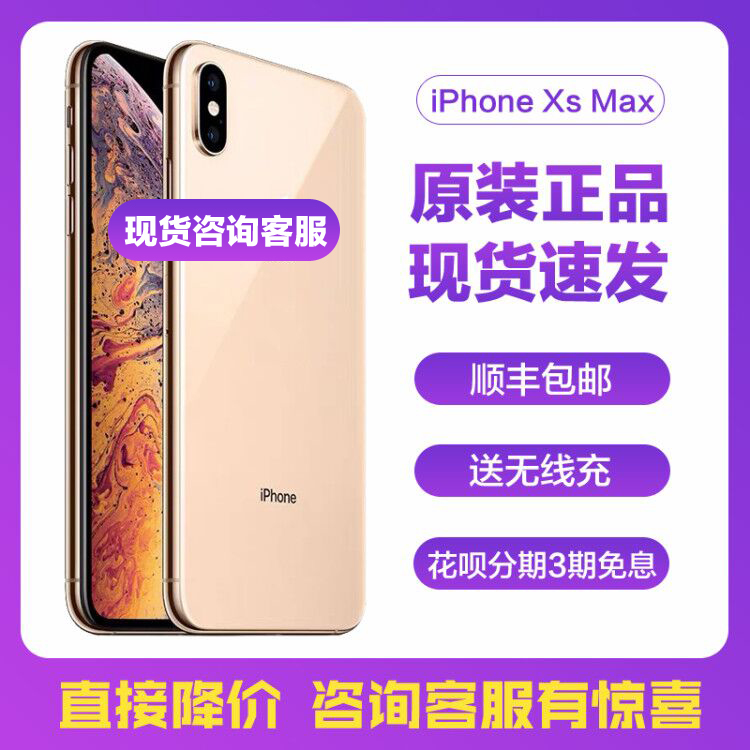 iPhone Xs Max
原装正品
现货速发
现货咨询客服
顺丰包邮
送无线充
花呗分期3期免息
iPhone
直接降价 咨询客服有惊喜